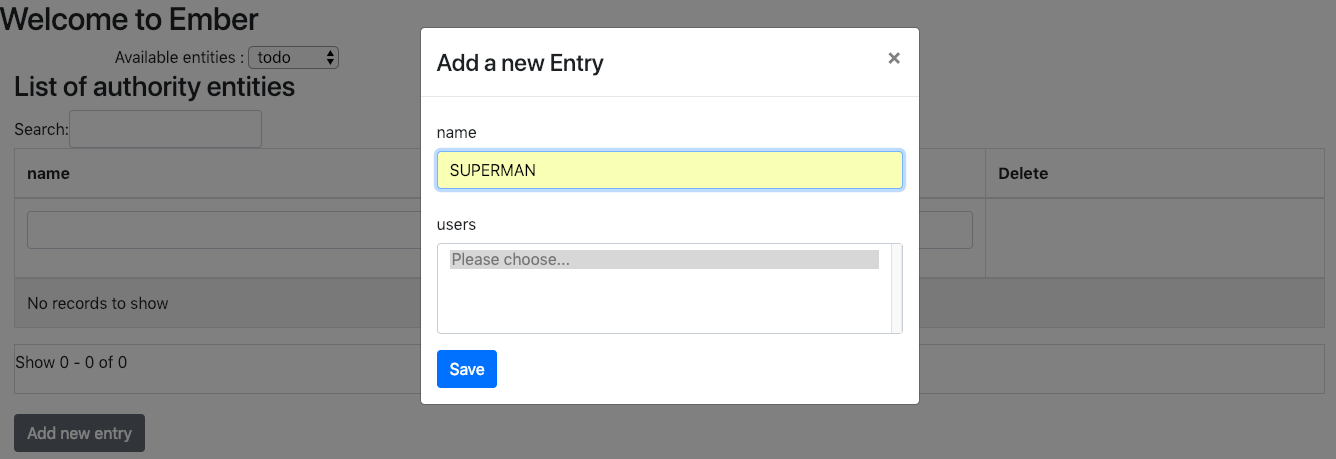 Welcome to Ember
Available entities : todo
List of authority entities
Search:
name
Delete
No records to show
Show 0 - 0 of 0
Add new entry
Add a new Entry ×
name
SUPERMAN
users
Please choose...
Save